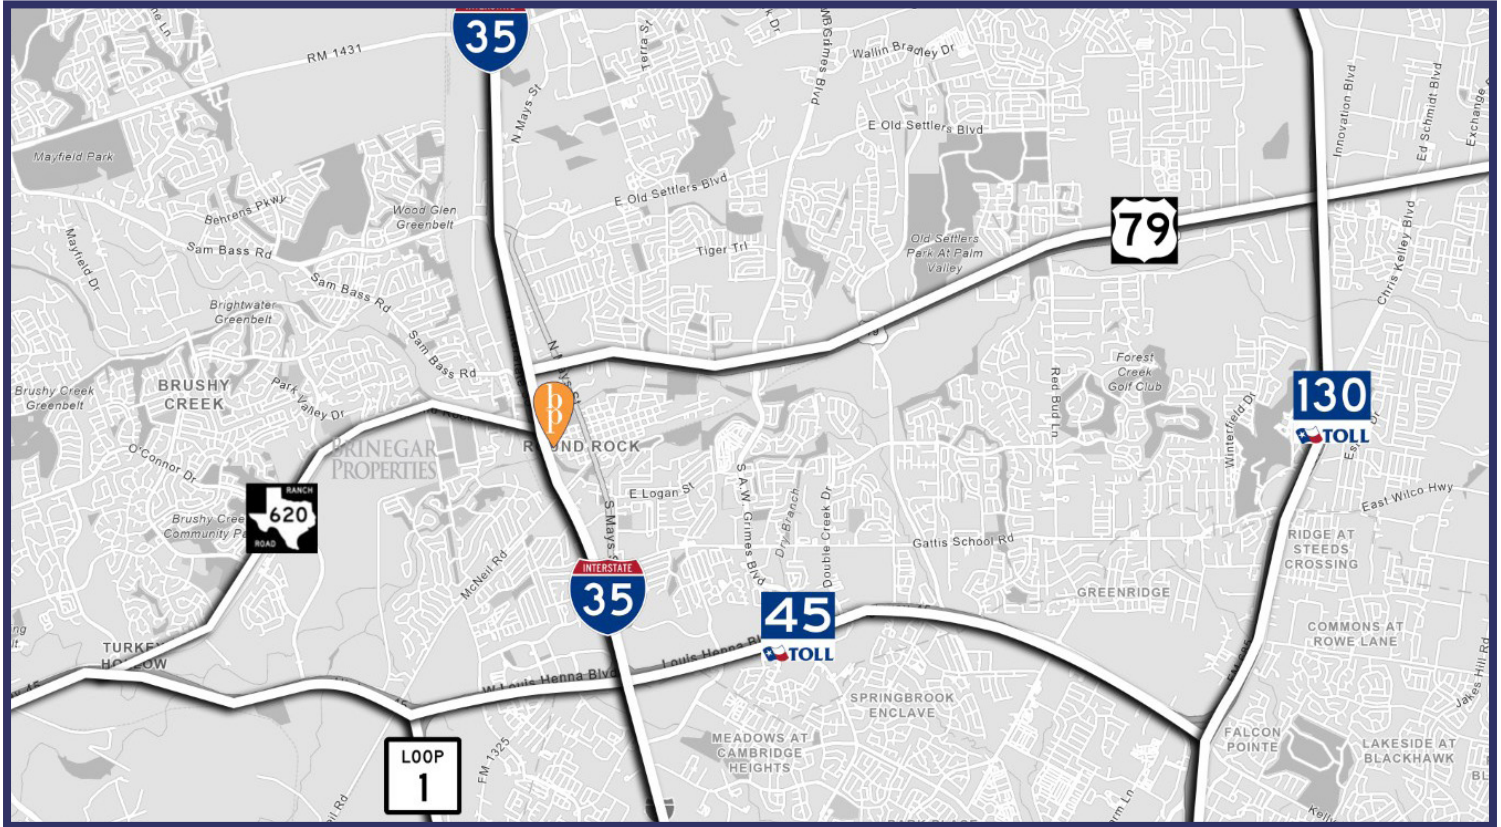 INTERSTATE
35
RM 1431
Terra St
Wallin Bradley Dr
N Mays St
E Old Settlers Blvd
Innovation Blvd
Ed Schmidt Blvd
Exchange
Mayfield Park
E Old Settlers Blvd
Behrens Pkwy
Wood Glen
Greenbelt
79
Sam Bass Rd
Tiger Trl
Old Settlers
Park At Palm
Valley
Mayfield Dr
Chris Kelley Blvd
Sam Bass Rd
Brightwater
Greenbelt
Sam Bass Rd
N Mays St
Forest
Creek
Golf Club
Brushy Creek
Greenbelt
BRUSHY
CREEK
Park Valley Dr
Red Bud Ln
Winterfield Dr
130
TOLL
bp
BRINEGAR
PROPERTIES
ROUND ROCK
O'Connor Dr
E Logan St
S A.W. Grimes Blvd
Dry Branch
Double Creek Dr
East Wilco Hwy
RANCH
620
ROAD
Brushy Cree
Community Pa
S Mays S
Gattis School Rd
RIDGE AT
STEEDS
CROSSING
McNeil Rd
INTERSTATE
35
GREENRIDGE
45
TOLL
COMMONS AT
ROWE LANE
TURKEY
HOLLOW
Louis Henna Bl
W Louis Henna Blvd
Jakes Hill Rd
SPRINGBROOK
ENCLAVE
MEADOWS AT
CAMBRIDGE
HEIGHTS
FALCON
POINTE
LAKESIDE AT
BLACKHAWK
LOOP
1
FM 1325